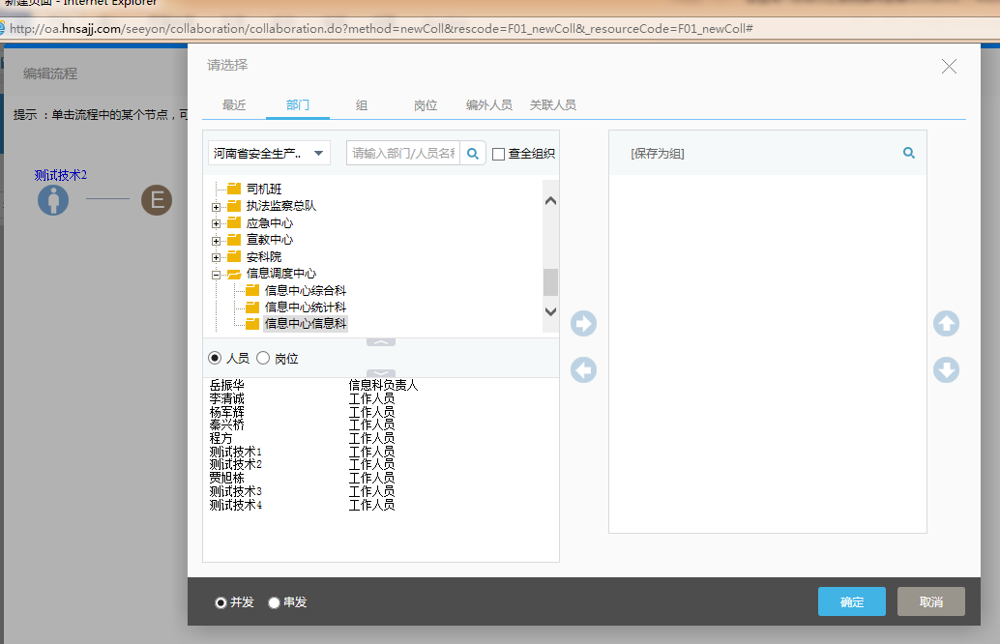 新建页面 - Internet Explorer
http://oa.hnsajj.com/seeyon/collaboration/collaboration.do?method=newColl&rescode=F01_newColl&_resourceCode=F01_newColl#
编辑流程
提示 ：单击流程中的某个节点，可
测试技术2
E
请选择
最近 部门 组 岗位 编外人员 关联人员
河南省安全生产.. 请输入部门/人员名称 查全组织
[保存为组]
司机班
执法监察总队
应急中心
宣教中心
安科院
信息调度中心
信息中心综合科
信息中心统计科
信息中心信息科
人员 岗位
岳振华 信息科负责人
李清诚 工作人员
杨军辉 工作人员
秦兴桥 工作人员
程方 工作人员
测试技术1 工作人员
测试技术2 工作人员
贾旭栋 工作人员
测试技术3 工作人员
测试技术4 工作人员
并发 串发
确定 取消